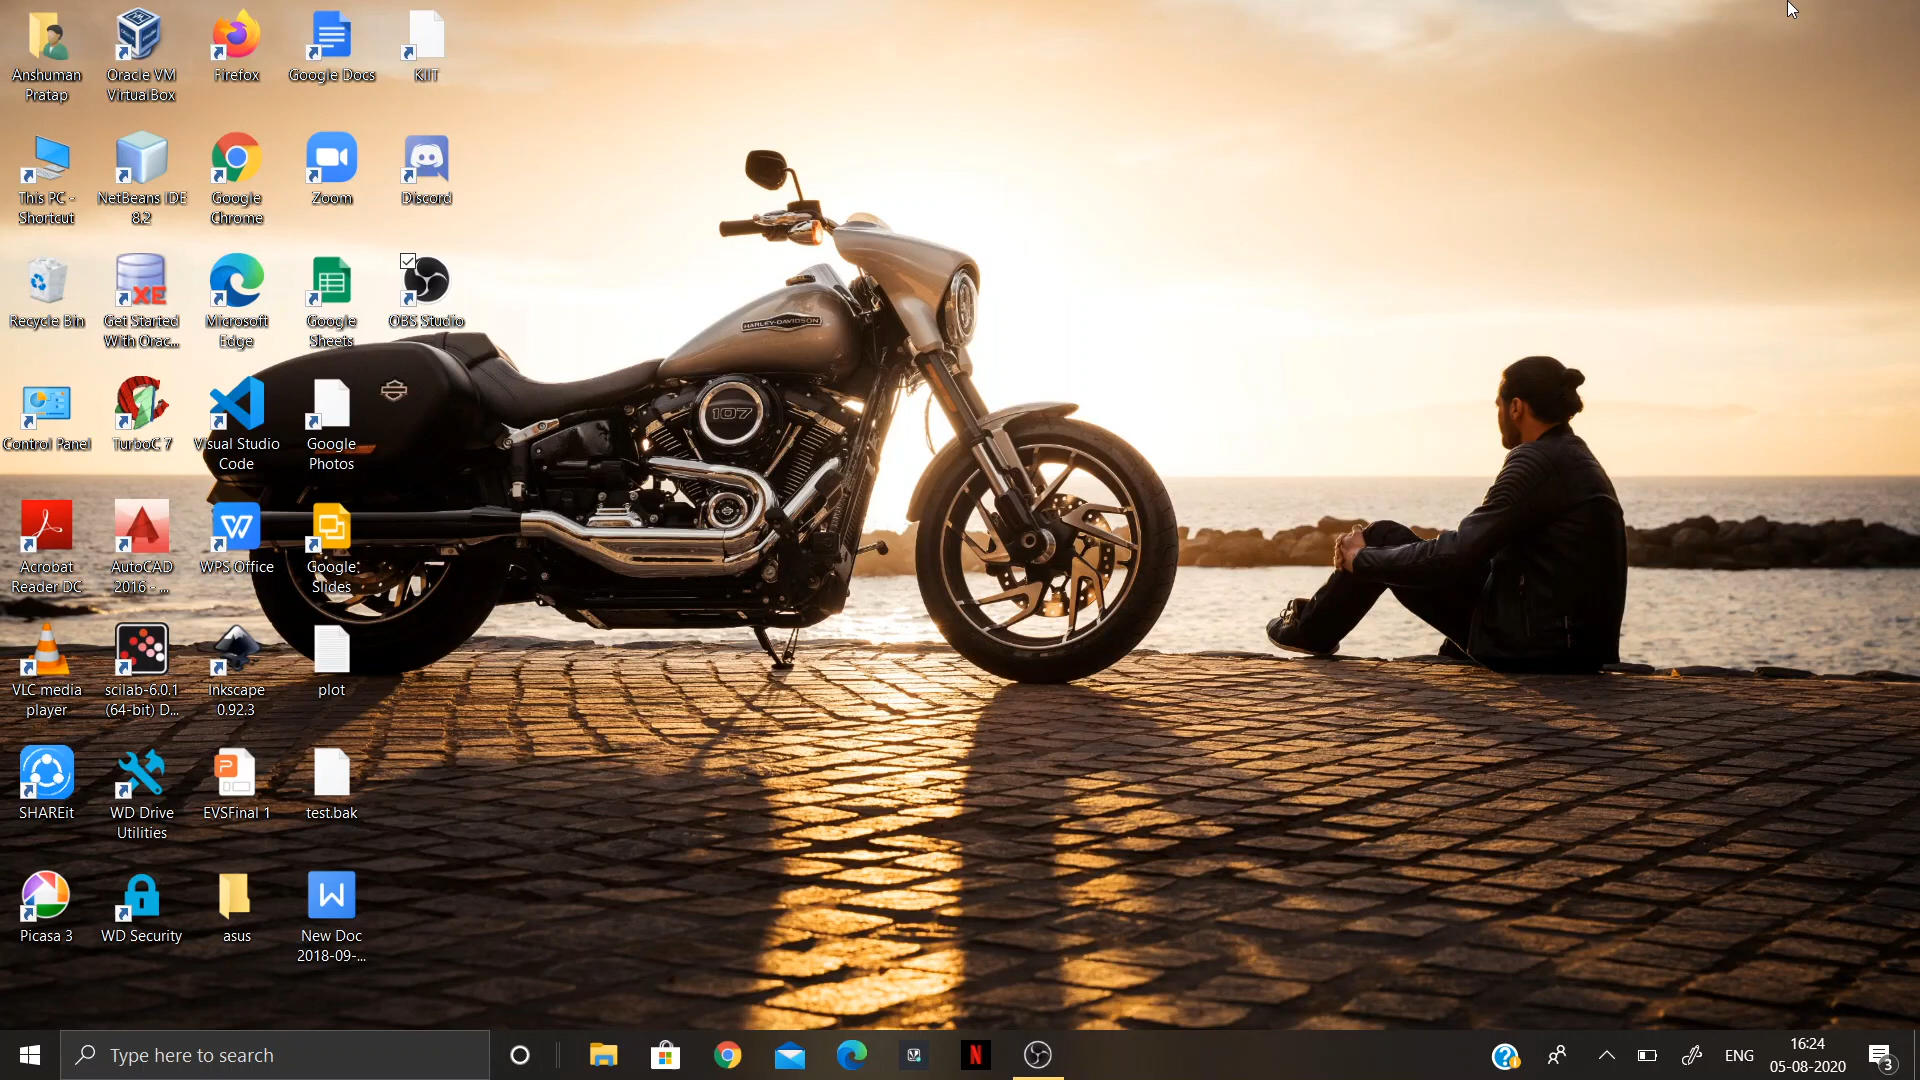 Anshuman
Pratap
Oracle VM
VirtualBox
Firefox
Google Docs
KIIT
This PC -
Shortcut
NetBeans IDE
8.2
Google
Chrome
Zoom
Discord
Recycle Bin
XE
Get Started
With Orac...
Microsoft
Edge
Google
Sheets
OBS Studio
Control Panel
TurboC 7
Visual Studio
Code
Google
Photos
Acrobat
Reader DC
AutoCAD
2016 - ...
W
WPS Office
Google
Slides
VLC media
player
scilab-6.0.1
(64-bit) D...
Inkscape
0.92.3
plot
SHAREit
WD Drive
Utilities
P
EVSFinal 1
test.bak
Picasa 3
WD Security
asus
W
New Doc
2018-09-...
HARLEY-DAVIDSON
107
Type here to search
N
ENG
16:24
05-08-2020
3